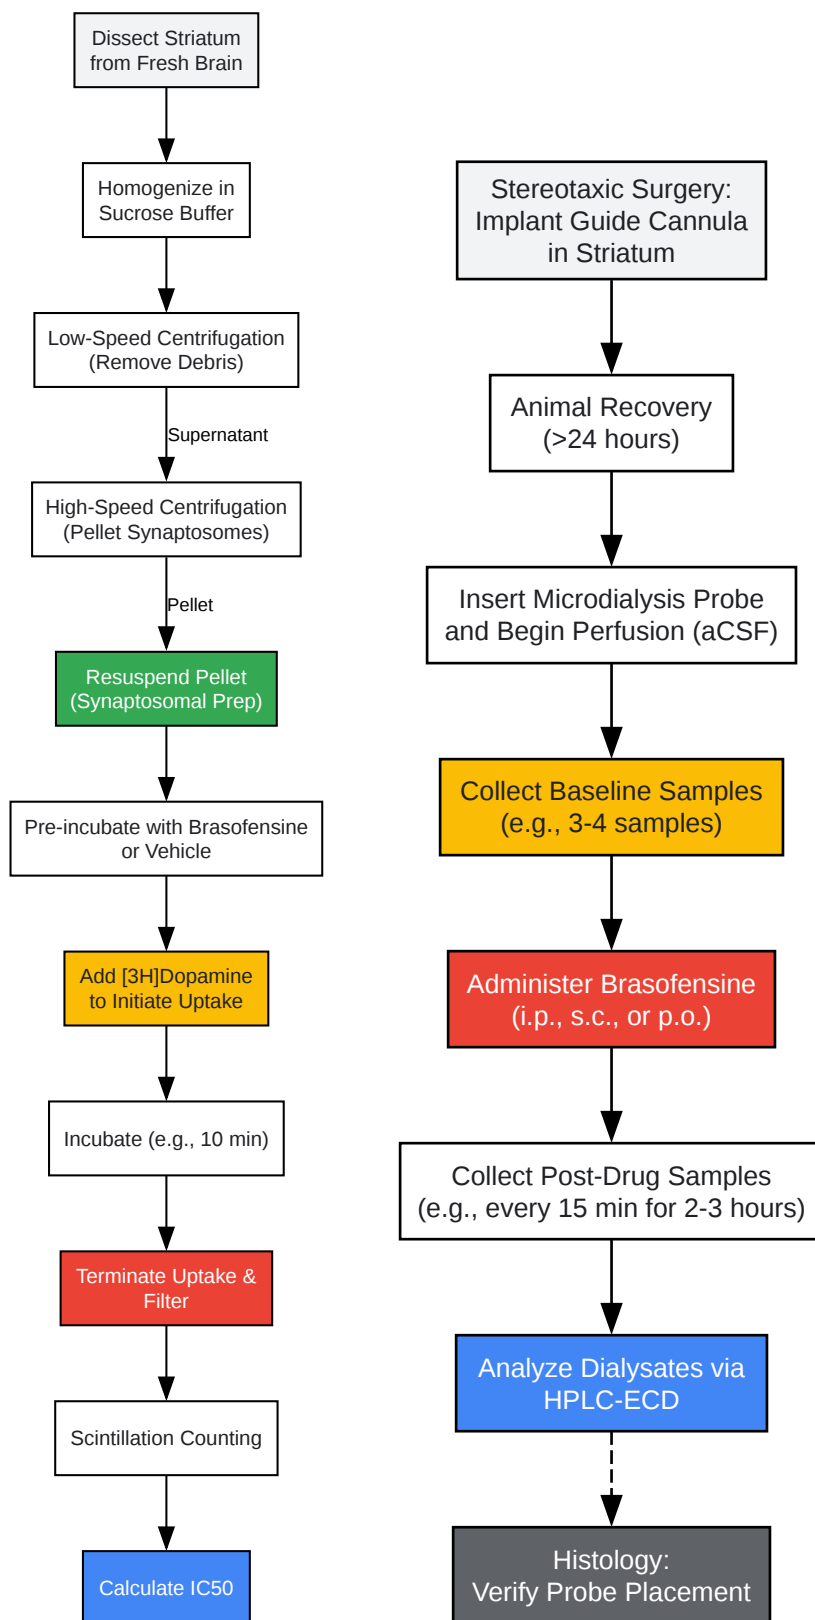 Dissect Striatum
from Fresh Brain
Homogenize in
Sucrose Buffer
Low-Speed Centrifugation
(Remove Debris)
Supernatant
High-Speed Centrifugation
(Pellet Synaptosomes)
Pellet
Resuspend Pellet
(Synaptosomal Prep)
Pre-incubate with Brasofensine
or Vehicle
Add [3H]Dopamine
to Initiate Uptake
Incubate (e.g., 10 min)
Terminate Uptake &
Filter
Scintillation Counting
Calculate IC50
Stereotaxic Surgery:
Implant Guide Cannula
in Striatum
Animal Recovery
(>24 hours)
Insert Microdialysis Probe
and Begin Perfusion (aCSF)
Collect Baseline Samples
(e.g., 3-4 samples)
Administer Brasofensine
(i.p., s.c., or p.o.)
Collect Post-Drug Samples
(e.g., every 15 min for 2-3 hours)
Analyze Dialysates via
HPLC-ECD
Histology:
Verify Probe Placement